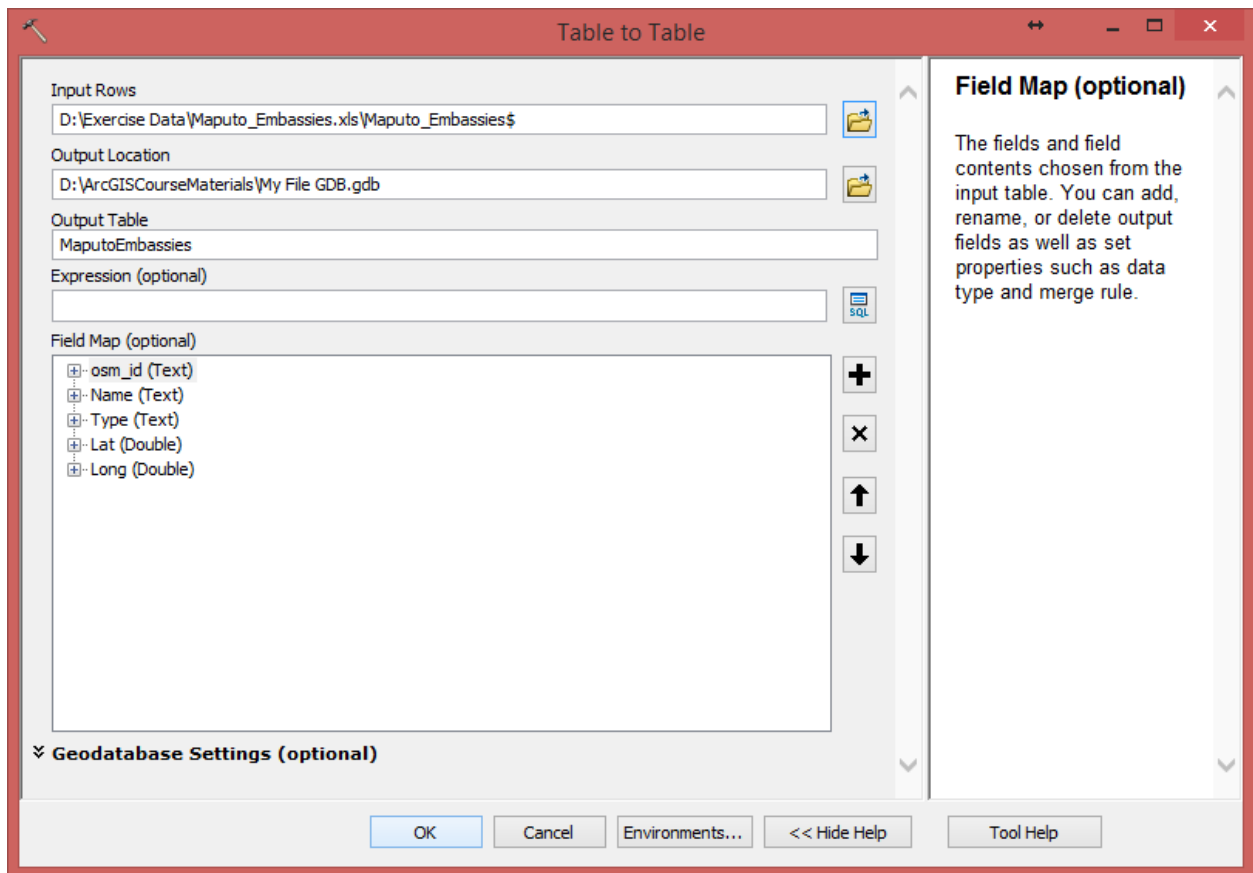 Table to Table
Input Rows
D:\Exercise Data\Maputo_Embassies.xls\Maputo_Embassies$
Output Location
D:\ArcGISCourseMaterials\My File GDB.gdb
Output Table
MaputoEmbassies
Expression (optional)
SQL
Field Map (optional)
osm_id (Text)
Name (Text)
Type (Text)
Lat (Double)
Long (Double)
Geodatabase Settings (optional)
Field Map (optional)
The fields and field
contents chosen from the
input table. You can add,
rename, or delete output
fields as well as set
properties such as data
type and merge rule.
OK
Cancel
Environments...
<< Hide Help
Tool Help